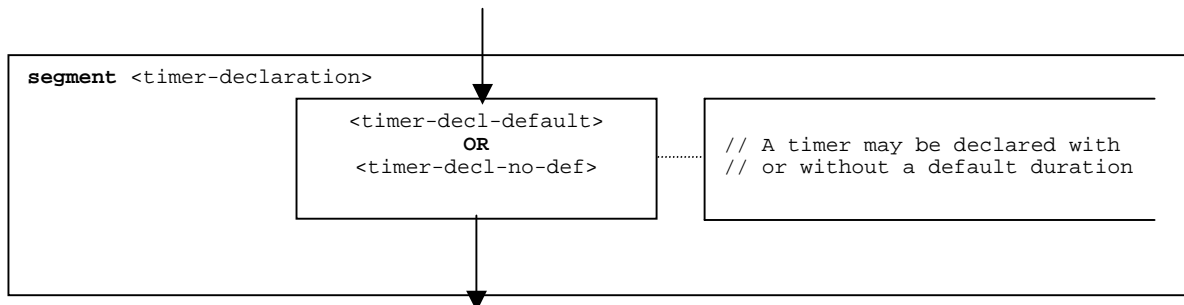 segment <timer-declaration>
<timer-decl-default>
OR
<timer-decl-no-def>
// A timer may be declared with
// or without a default duration